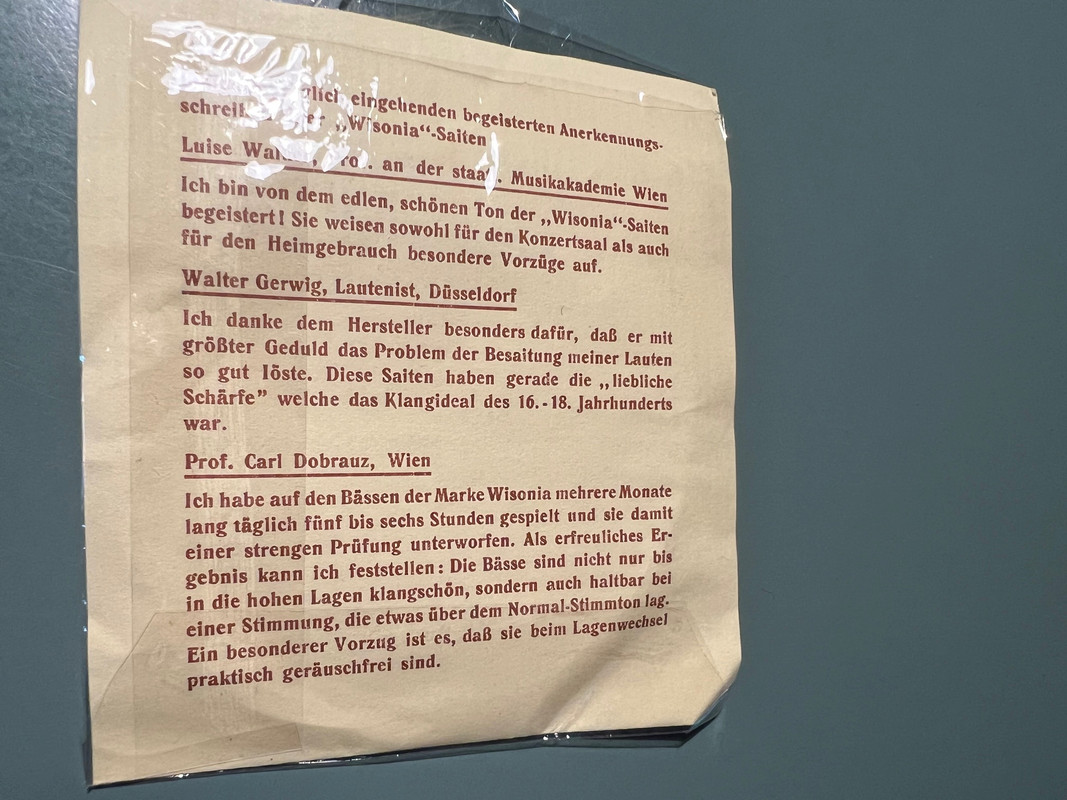 eingehenden begeisterten Anerkennungs-
„Wisonia“-Saiten
Luise an der staatl. Musikakademie Wien
Ich bin von dem edlen, schönen Ton der „Wisonia“-Saiten
begeistert! Sie weisen sowohl für den Konzertsaal als auch
für den Heimgebrauch besondere Vorzüge auf.
Walter Gerwig, Lautenist, Düsseldorf
Ich danke dem Hersteller besonders dafür, daß er mit
größter Geduld das Problem der Besaitung meiner Lauten
so gut löste. Diese Saiten haben gerade die „liebliche
Schärfe” welche das Klangideal des 16.-18. Jahrhunderts
war.
Prof. Carl Dobrauz, Wien
Ich habe auf den Bässen der Marke Wisonia mehrere Monate
lang täglich fünf bis sechs Stunden gespielt und sie damit
einer strengen Prüfung unterworfen. Als erfreuliches Er-
gebnis kann ich feststellen: Die Bässe sind nicht nur bis
in die hohen Lagen klangschön, sondern auch haltbar bei
einer Stimmung, die etwas über dem Normal-Stimmton lag.
Ein besonderer Vorzug ist es, daß sie beim Lagenwechsel
praktisch geräuschfrei sind.